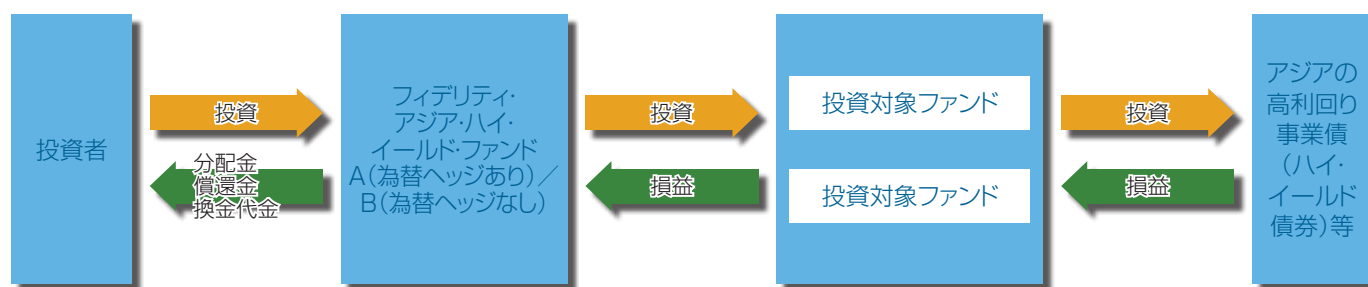 投資者
投資
分配金
償還金
換金代金
フィデリティ・
アジア・ハイ・
イールド・ファンド
A(為替ヘッジあり)／
B(為替ヘッジなし)
投資
損益
投資対象ファンド
投資対象ファンド
投資
損益
アジアの
高利回り
事業債
(ハイ・
イールド
債券)等